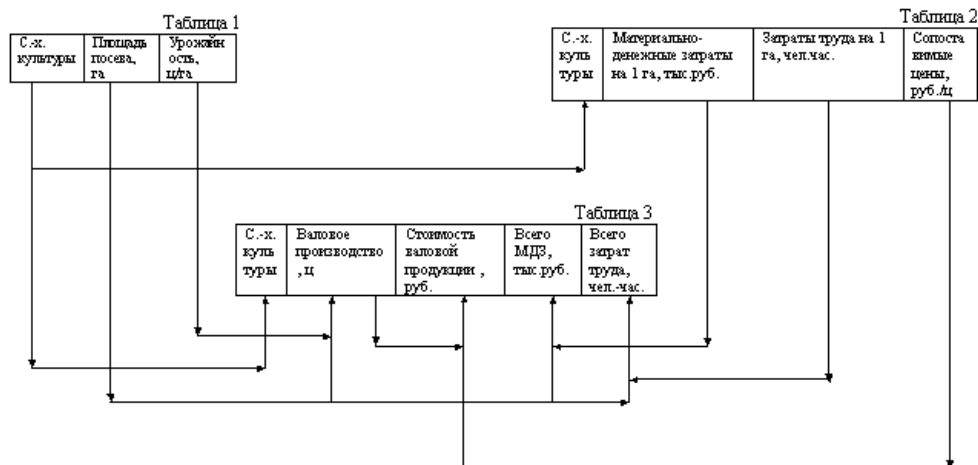 Таблица 1
С.-х.
культуры
Площадь
посева,
га
Урожайн
ость,
ц/га
Таблица 2
С.-х.
куль
туры
Материально-
денежные затраты
на 1 га, тыс.руб.
Затраты труда на 1
га, чел.час.
Сопоста
вимые
цены,
руб./ц
Таблица 3
С.-х.
куль
туры
Валовое
производство
, ц
Стоимость
валовой
продукции ,
руб.
Всего
МДЗ,
тыс.руб.
Всего
затрат
труда,
чел.-час.